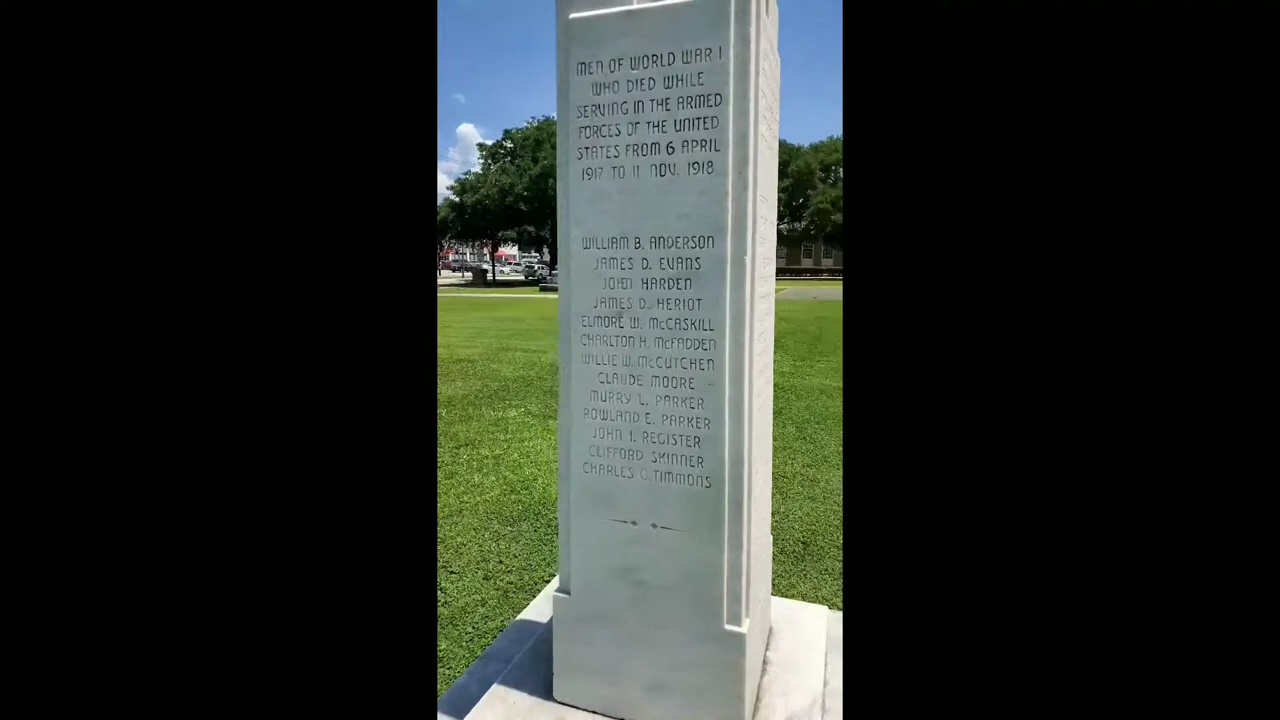 MEN OF WORLD WAR I
WHO DIED WHILE
SERVING IN THE ARMED
FORCES OF THE UNITED
STATES FROM 6 APRIL
1917 TO 11 NOV. 1918
WILLIAM B. ANDERSON
JAMES D. EVANS
JOHN HARDEN
JAMES D. HERIOT
ELMORE W. McCASKILL
CHARLTON H. McFADDEN
WILLIE W. McCUTCHEN
CLAUDE MOORE
MURRY L. PARKER
ROWLAND E. PARKER
JOHN I. REGISTER
CLIFFORD SKINNER
CHARLES O. TIMMONS